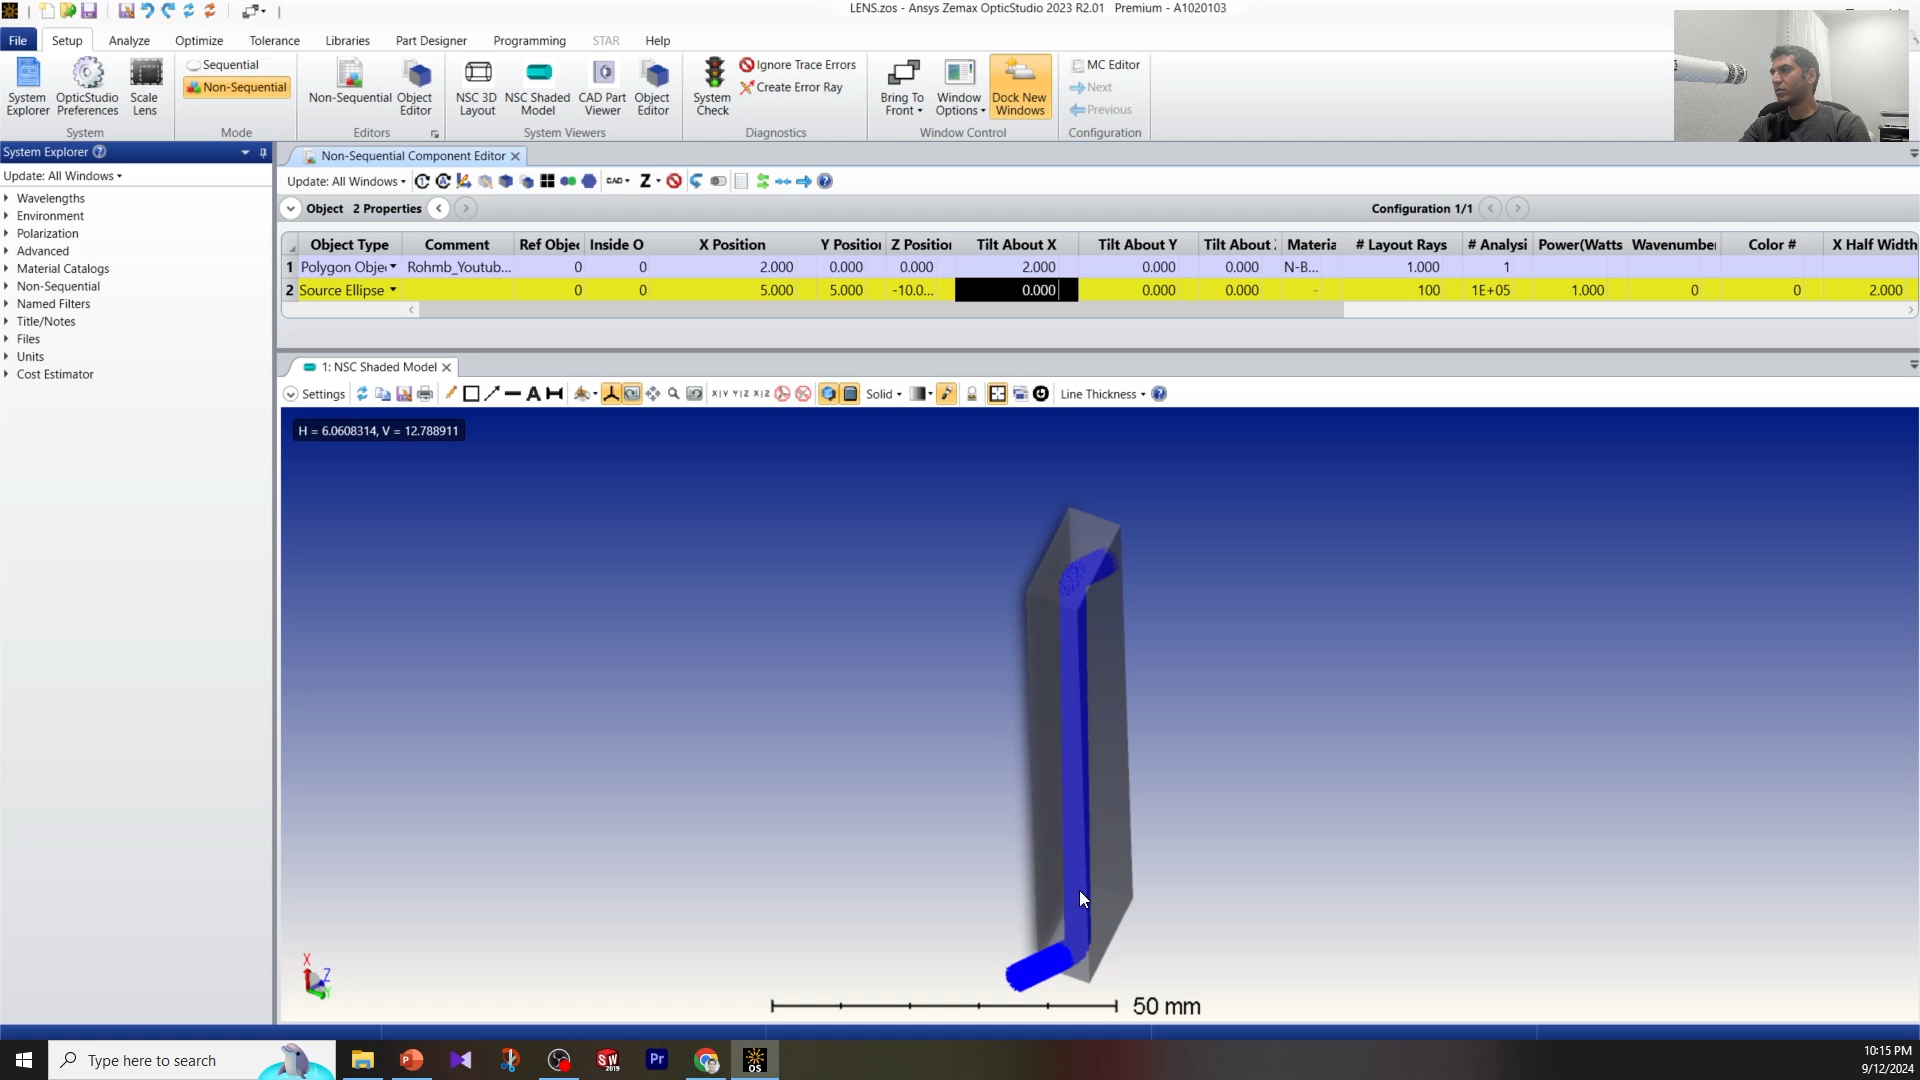 LENS.zos - Ansys Zemax OpticStudio 2023 R2.01 Premium - A1020103
File Setup Analyze Optimize Tolerance Libraries Part Designer Programming STAR Help
System Explorer
OpticStudio Preferences
Scale Lens
System
Sequential
Non-Sequential
Mode
Non-Sequential
Object Editor
Editors
NSC 3D Layout
NSC Shaded Model
CAD Part Viewer
Object Editor
System Viewers
System Check
Ignore Trace Errors
Create Error Ray
Diagnostics
Bring To Front
Window Options
Dock New Windows
Window Control
MC Editor
Next
Previous
Configuration
System Explorer ?
Update: All Windows
Wavelengths
Environment
Polarization
Advanced
Material Catalogs
Non-Sequential
Named Filters
Title/Notes
Files
Units
Cost Estimator
Non-Sequential Component Editor
Update: All Windows CAD Z ?
Object 2 Properties Configuration 1/1
Object Type Comment Ref Objec Inside O X Position Y Position Z Position Tilt About X Tilt About Y Tilt About Materia # Layout Rays # Analysi Power(Watts Wavenumber Color # X Half Width
1 Polygon Objec Rohmb_Youtub... 0 0 2.000 0.000 0.000 2.000 0.000 0.000 N-B... 1.000 1
2 Source Ellipse 0 0 5.000 5.000 -10.0... 0.000 0.000 0.000 - 100 1E+05 1.000 0 0 2.000
1: NSC Shaded Model
Settings A H X|Y Y|Z X|Z Solid Line Thickness ?
H = 6.0608314, V = 12.788911
X
Z
Y
50 mm
Type here to search
P
SW
2019
Pr
OS
10:15 PM
9/12/2024